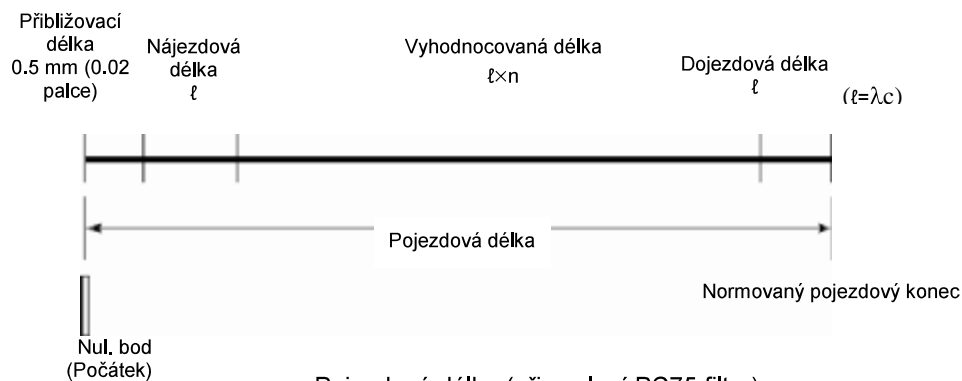 Přibližovací
délka
0.5 mm (0.02
palce)
Nájezdová
délka
ℓ
Vyhodnocovaná délka
ℓ×n
Dojezdová délka
ℓ
(ℓ=λc)
Pojezdová délka
Normovaný pojezdový konec
Nul. bod
(Počátek)